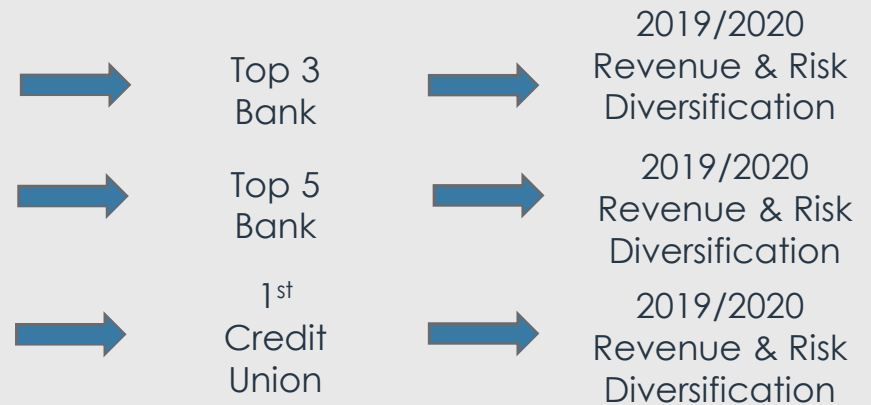 Top 3
Bank
2019/2020
Revenue & Risk
Diversification
Top 5
Bank
2019/2020
Revenue & Risk
Diversification
1st
Credit
Union
2019/2020
Revenue & Risk
Diversification